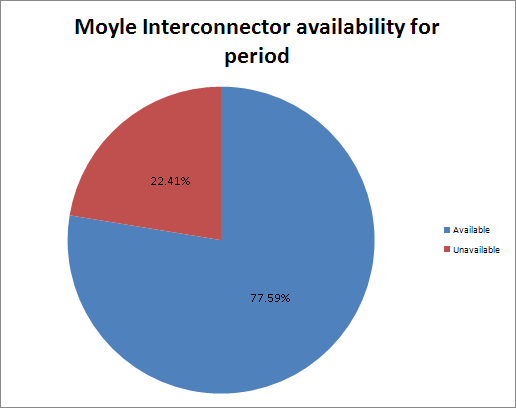 Moyle Interconnector availability for
period
22.41%
Available
Unavailable
77.59%